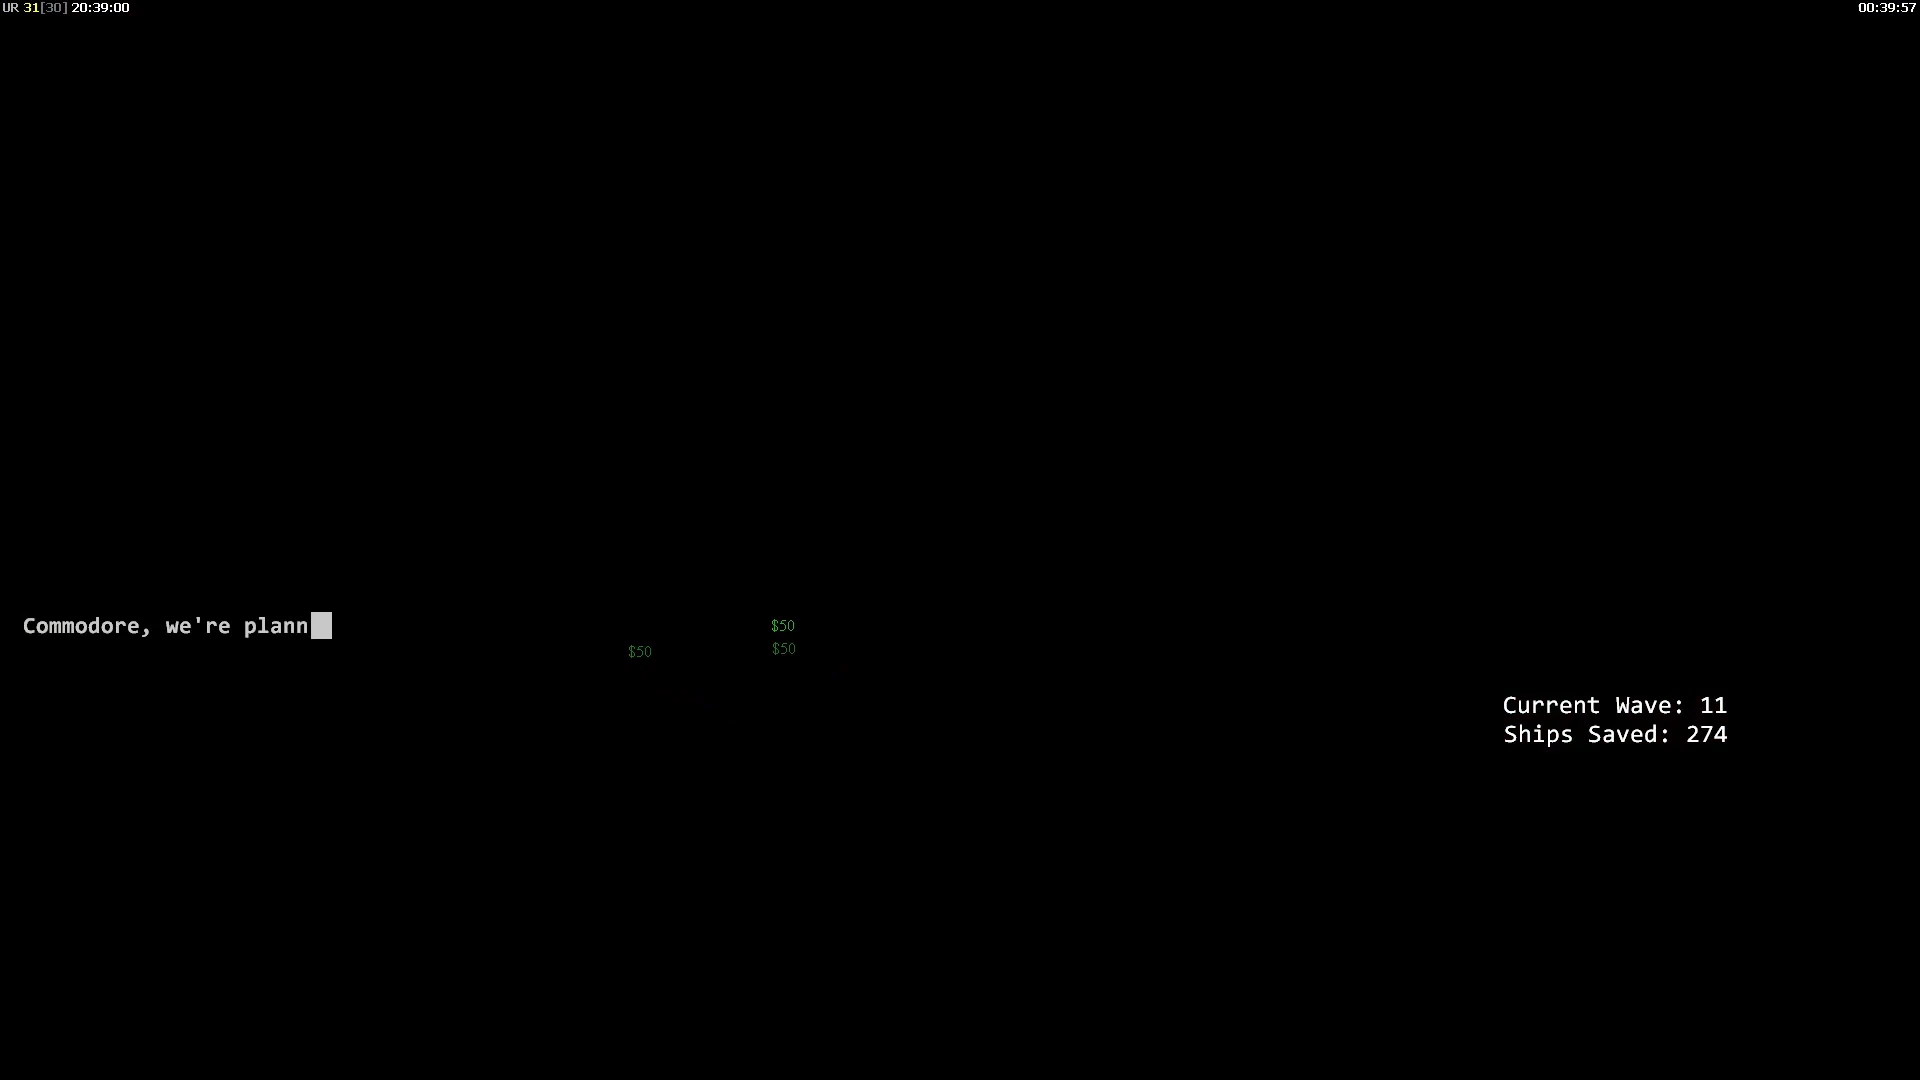 UR 31[30] 20:39:00
00:39:57
Commodore, we're plann
$50
$50
$50
Current Wave: 11
Ships Saved: 274